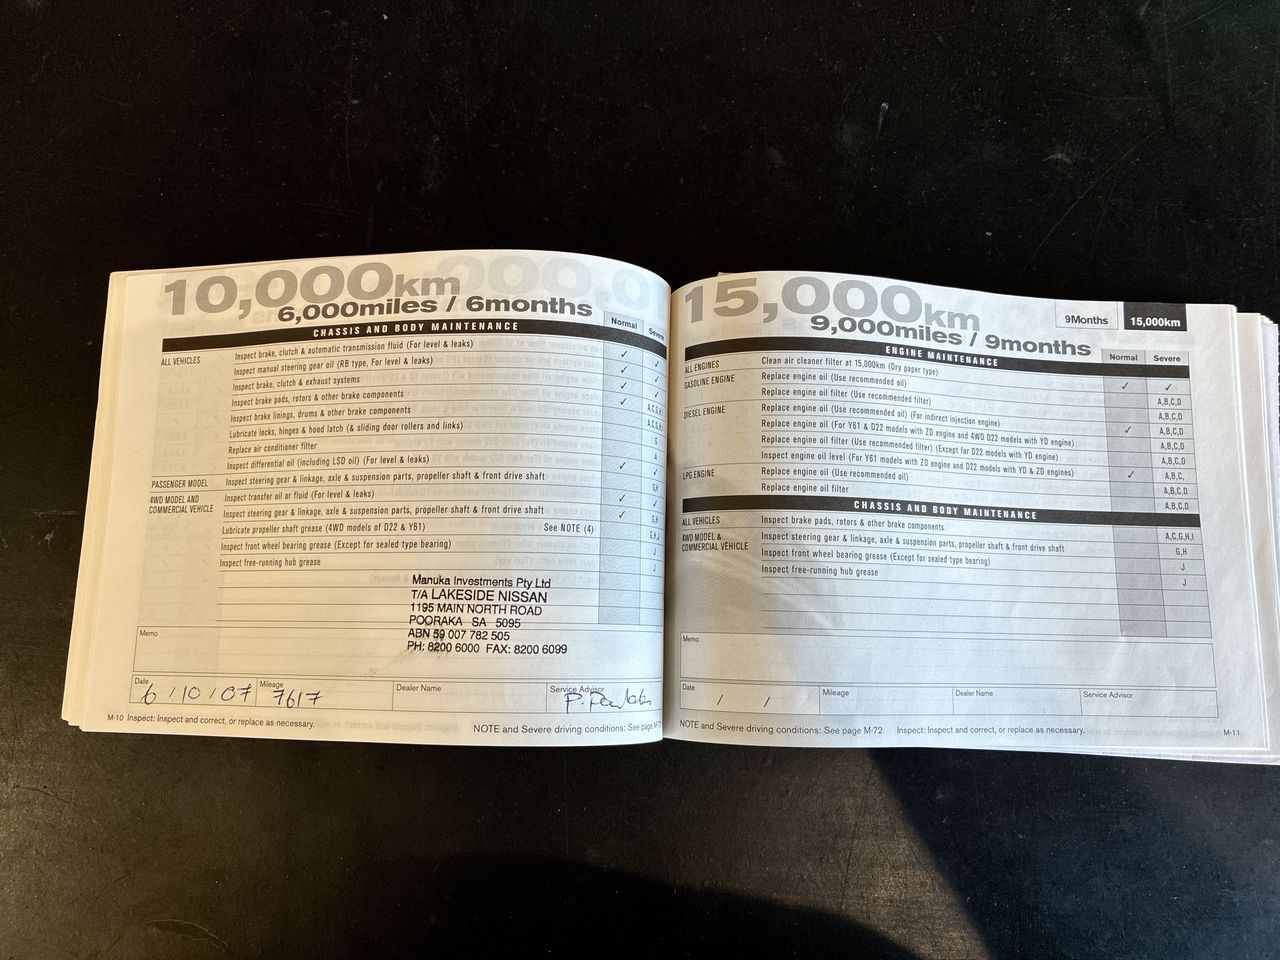 10,000km
6,000miles / 6months
CHASSIS AND BODY MAINTENANCE
Normal
Severe
ALL VEHICLES
Inspect brake, clutch & automatic transmission fluid (For level & leaks)
Inspect manual steering gear oil (RB type, For level & leaks)
Inspect brake, clutch & exhaust systems
Inspect brake pads, rotors & other brake components
Inspect brake linings, drums & other brake components
Lubricate locks, hinges & hood latch (& sliding door rollers and links)
Replace air conditioner filter
Inspect differential oil (including LSD oil) (For level & leaks)
PASSENGER MODEL
Inspect steering gear & linkage, axle & suspension parts, propeller shaft & front drive shaft
4WD MODEL AND
COMMERCIAL VEHICLE
Inspect transfer oil or fluid (For level & leaks)
Inspect steering gear & linkage, axle & suspension parts, propeller shaft & front drive shaft
Lubricate propeller shaft grease (4WD models of D22 & Y61) See NOTE (4)
Inspect front wheel bearing grease (Except for sealed type bearing)
Inspect free-running hub grease
Manuka Investments Pty Ltd
T/A LAKESIDE NISSAN
1195 MAIN NORTH ROAD
POORAKA SA 5095
ABN 59 007 782 505
PH: 8200 6000 FAX: 8200 6099
Memo
Date
6 / 10 / 07
Mileage
7617
Dealer Name
Service Advisor
M-10 Inspect: Inspect and correct, or replace as necessary.
NOTE and Severe driving conditions: See page
15,000km
9,000miles / 9months
9Months
15,000km
ENGINE MAINTENANCE
Normal
Severe
ALL ENGINES
Clean air cleaner filter at 15,000km (Dry paper type)
✓ ✓
GASOLINE ENGINE
Replace engine oil (Use recommended oil)
A,B,C,D
Replace engine oil filter (Use recommended filter)
A,B,C,D
DIESEL ENGINE
Replace engine oil (Use recommended oil) (For indirect injection engine)
✓ A,B,C,D
Replace engine oil (For Y61 & D22 models with ZD engine and 4WD D22 models with YD engine)
A,B,C,D
Replace engine oil filter (Use recommended filter) (Except for D22 models with YD engine)
A,B,C,D
Inspect engine oil level (For Y61 models with ZD engine and D22 models with YD & ZD engines)
✓ A,B,C,
LPG ENGINE
Replace engine oil (Use recommended oil)
A,B,C,D
Replace engine oil filter
A,B,C,D
CHASSIS AND BODY MAINTENANCE
ALL VEHICLES
Inspect brake pads, rotors & other brake components
A,C,G,H,I
4WD MODEL &
COMMERCIAL VEHICLE
Inspect steering gear & linkage, axle & suspension parts, propeller shaft & front drive shaft
G,H
Inspect front wheel bearing grease (Except for sealed type bearing)
J
Inspect free-running hub grease
J
Memo
Date
/ /
Mileage
Dealer Name
Service Advisor
NOTE and Severe driving conditions: See page M-72 Inspect: Inspect and correct, or replace as necessary.
M-11